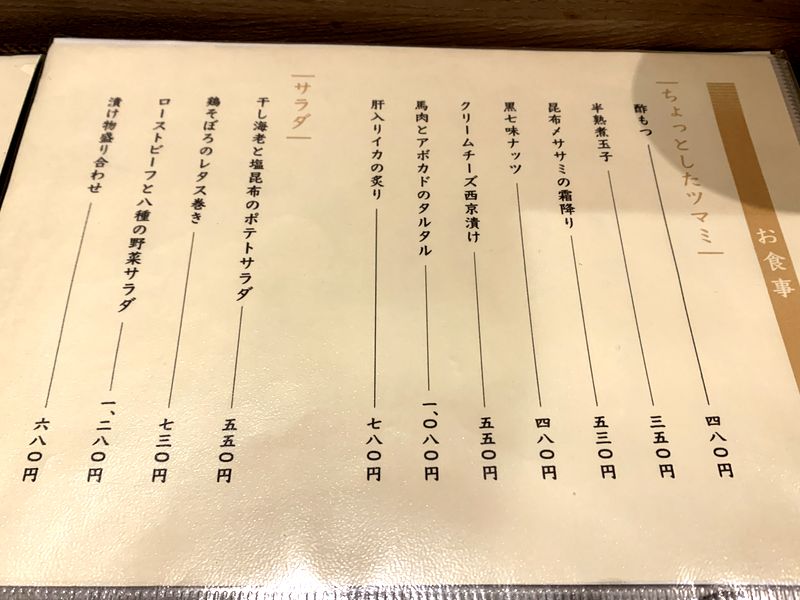 お食事
ちょっとしたツマミ
酢もつ 四八〇円
半熟煮玉子 三五〇円
昆布〆ササミの霜降り 五三〇円
黒七味ナッツ 四八〇円
クリームチーズ西京漬け 五五〇円
馬肉とアボカドのタルタル 一、〇八〇円
肝入りイカの炙り 七八〇円
サラダ
干し海老と塩昆布のポテトサラダ 五五〇円
鶏そぼろのレタス巻き 七三〇円
ローストビーフと八種の野菜サラダ 一、二八〇円
漬け物盛り合わせ 六八〇円